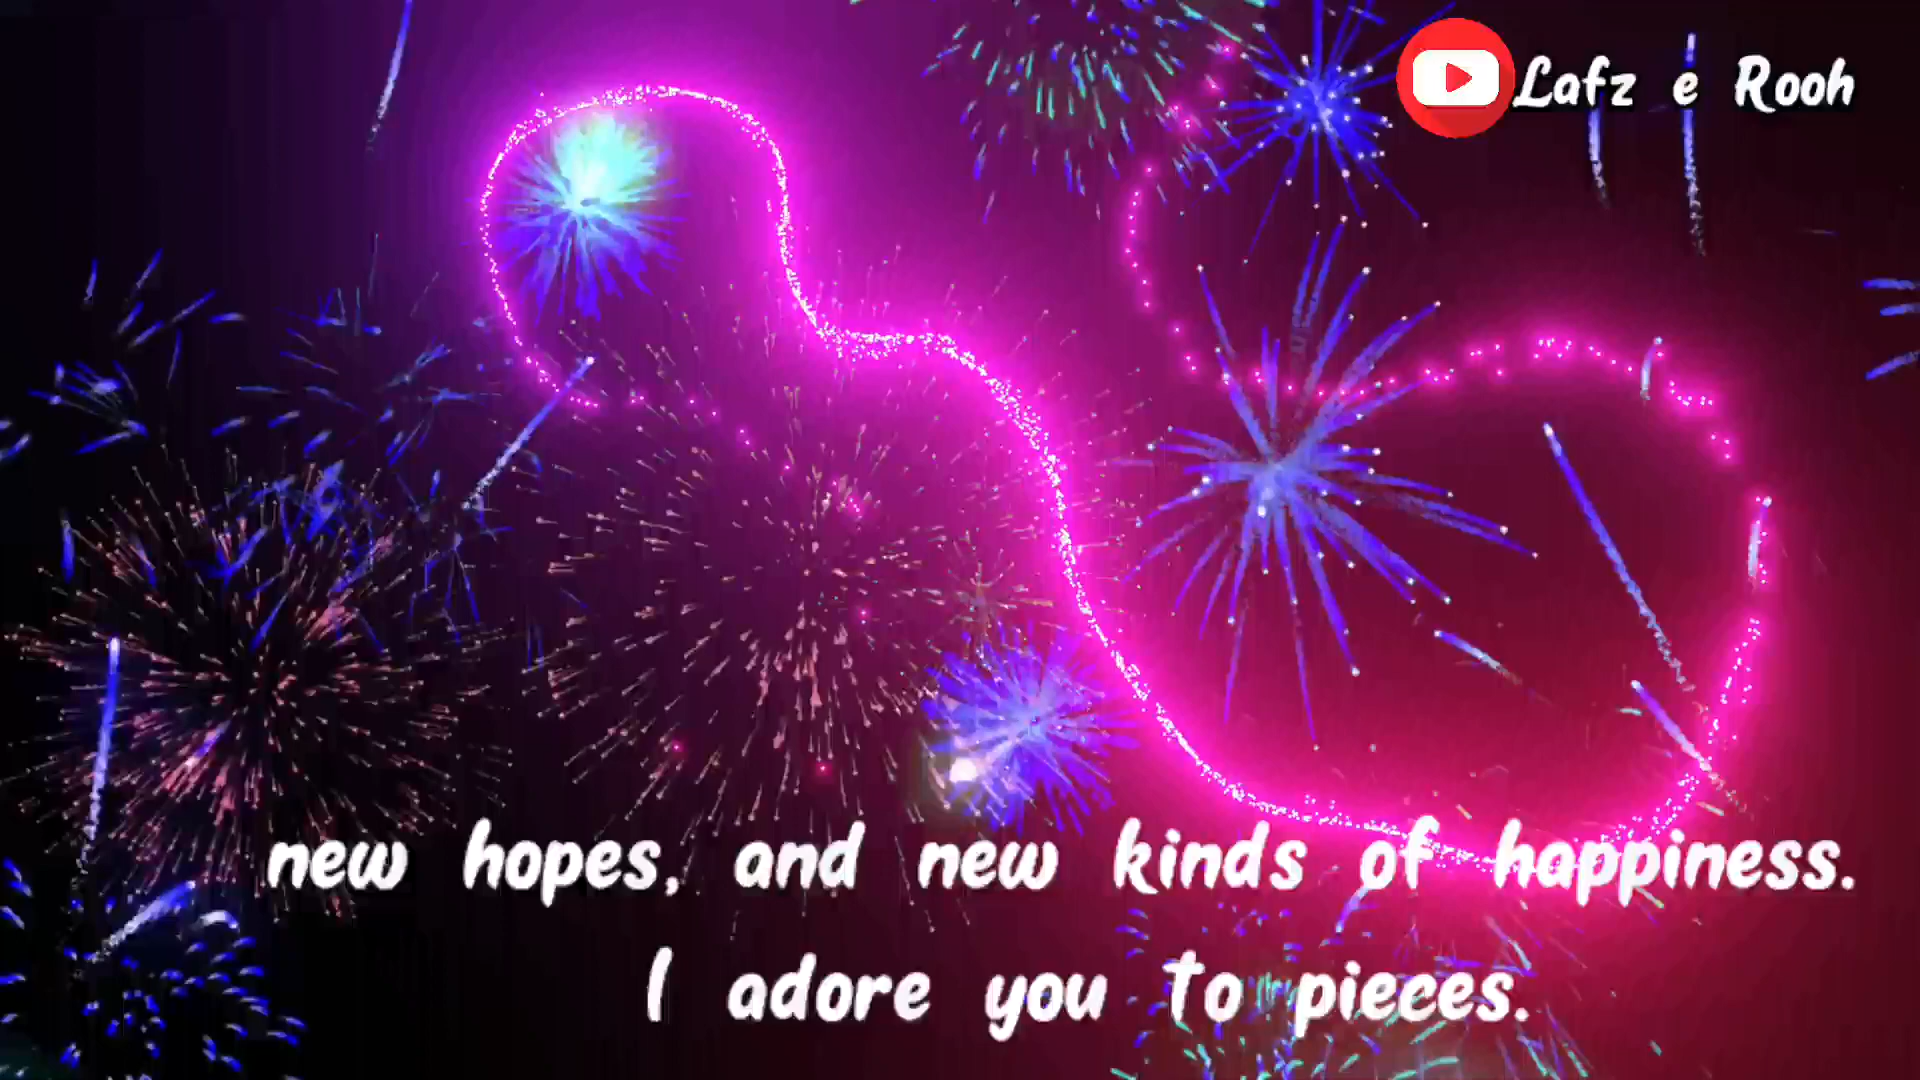 Lafz e Rooh
new hopes, and new kinds of happiness.
I adore you to pieces.